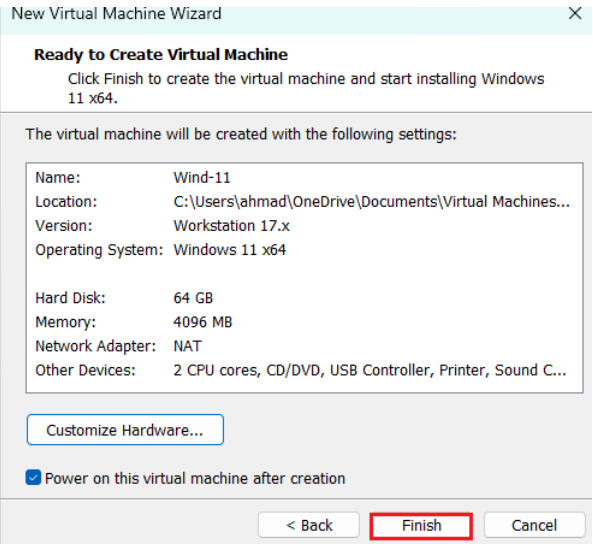 New Virtual Machine Wizard
Ready to Create Virtual Machine
Click Finish to create the virtual machine and start installing Windows
11 x64.
The virtual machine will be created with the following settings:
Name: Wind-11
Location: C:\Users\ahmad\OneDrive\Documents\Virtual Machines...
Version: Workstation 17.x
Operating System: Windows 11 x64
Hard Disk: 64 GB
Memory: 4096 MB
Network Adapter: NAT
Other Devices: 2 CPU cores, CD/DVD, USB Controller, Printer, Sound C...
Customize Hardware...
Power on this virtual machine after creation
< Back Finish Cancel